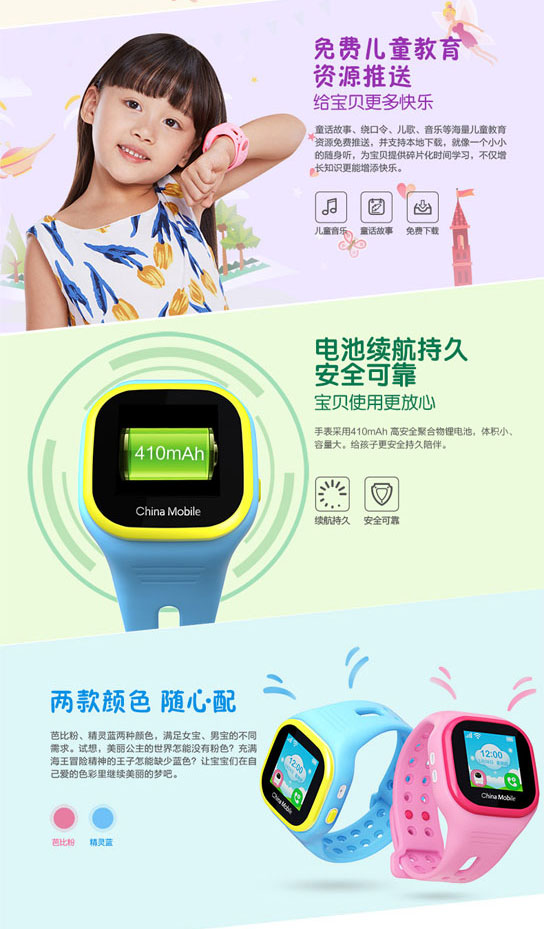 免费儿童教育
资源推送
给宝贝更多快乐
童话故事、绕口令、儿歌、音乐等海量儿童教育
资源免费推送，并支持本地下载，就像一个小小
的随身听，为宝贝提供碎片化时间学习，不仅增
长知识更能增添快乐。
儿童音乐 童话故事 免费下载
电池续航持久
安全可靠
宝贝使用更放心
手表采用410mAh 高安全聚合物锂电池，体积小、
容量大。给孩子更安全持久陪伴。
续航持久 安全可靠
410mAh
China Mobile
两款颜色 随心配
芭比粉、精灵蓝两种颜色，满足女宝、男宝的不同
需求。试想，美丽公主的世界怎能没有粉色？充满
海王冒险精神的王子怎能缺少蓝色？让宝宝们在自
己爱的色彩里继续美丽的梦吧。
芭比粉 精灵蓝
12:00
China Mobile
12:00
China Mobile